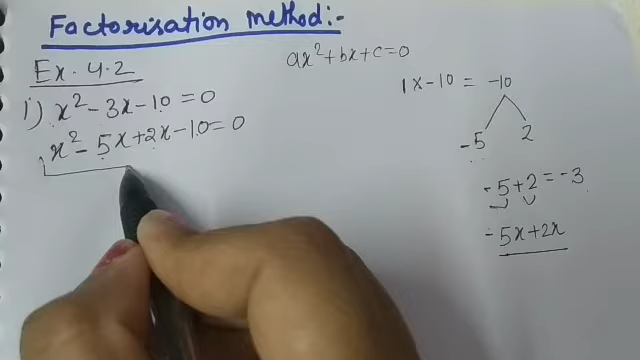 Factorisation method:-
ax² + bx + c = 0
Ex. 4.2
i) x² - 3x - 10 = 0
x² - 5x + 2x - 10 = 0
1 x - 10 = -10
-5 2
-5 + 2 = -3
-5x + 2x